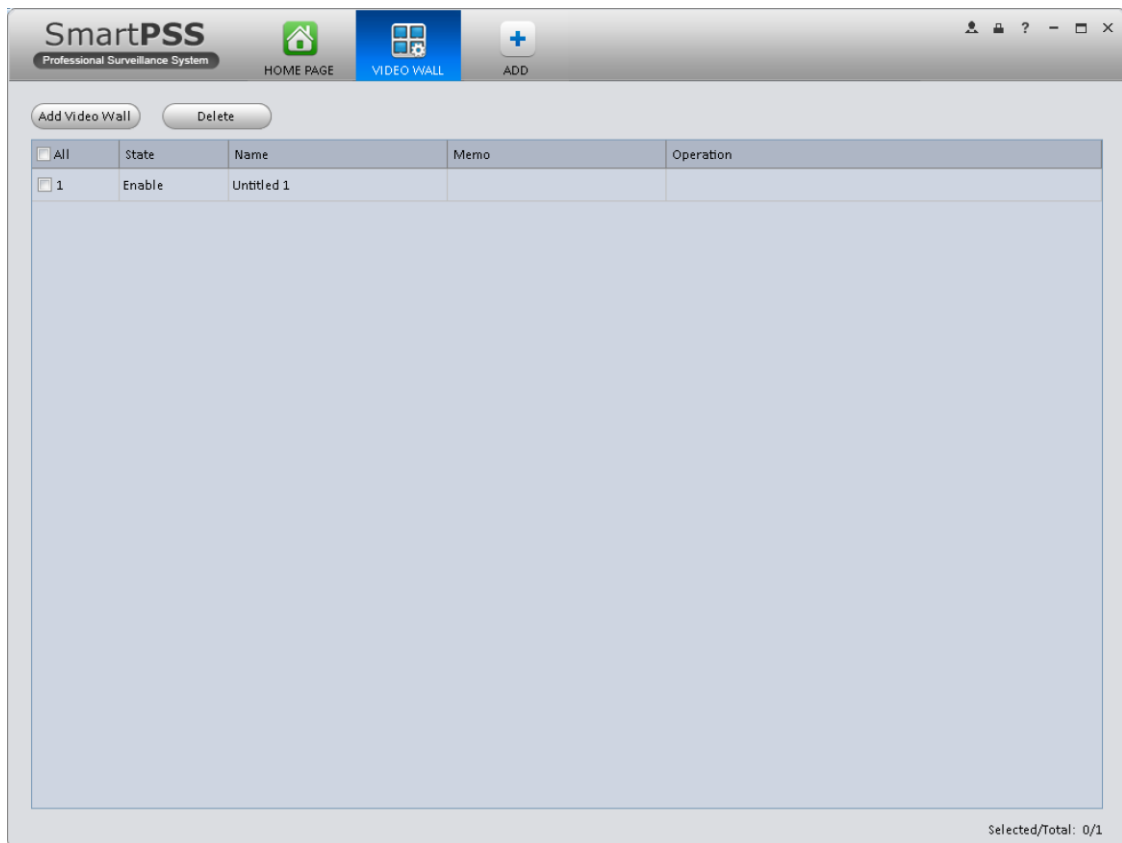 SmartPSS
Professional Surveillance System
HOME PAGE
VIDEO WALL
ADD
?
Add Video Wall
Delete
All State Name Memo Operation
1 Enable Untitled 1
Selected/Total: 0/1